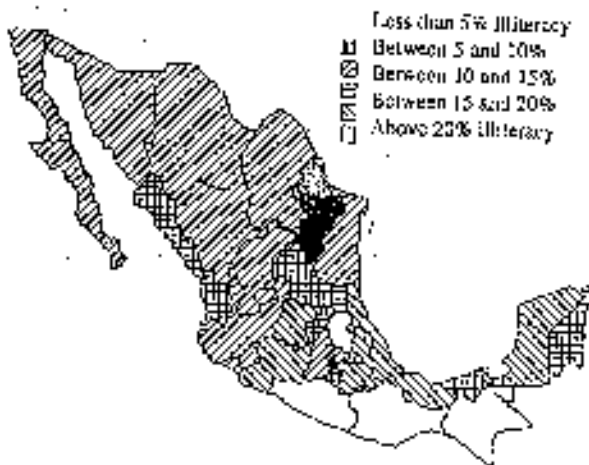 Less than 5% Illiteracy
Between 5 and 10%
Between 10 and 15%
Between 15 and 20%
Above 20% Illiteracy